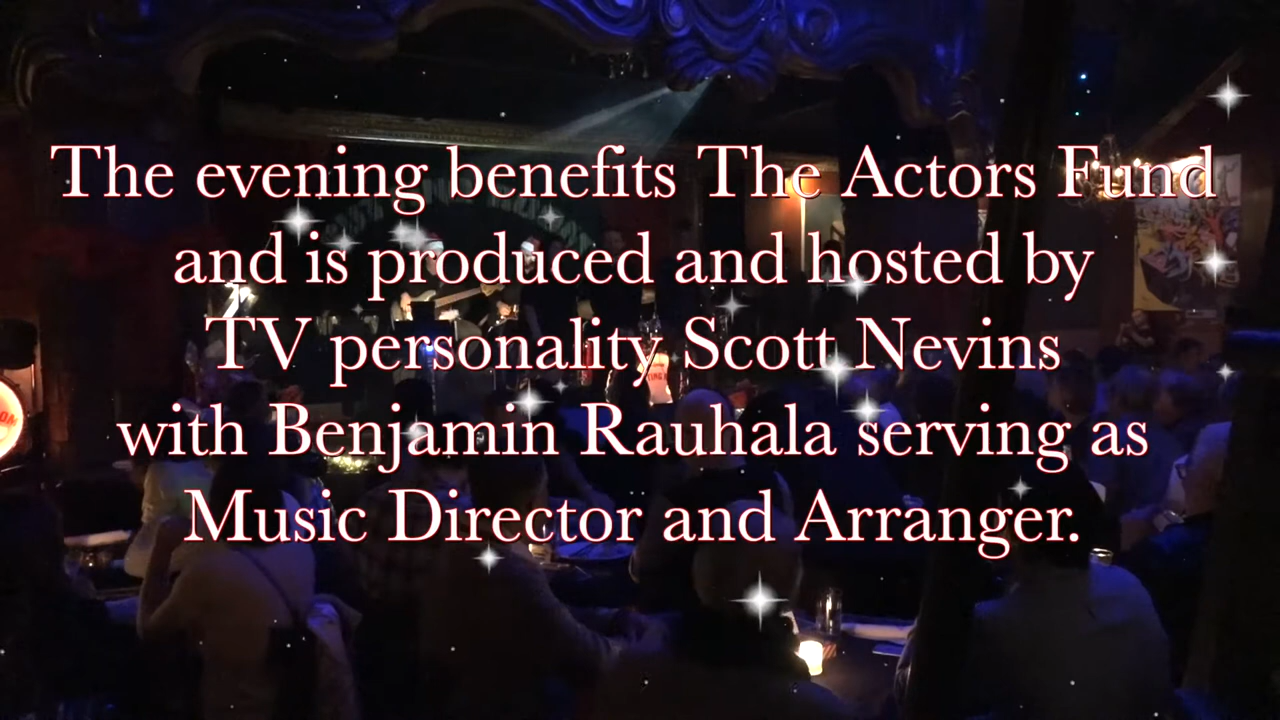 The evening benefits The Actors Fund
and is produced and hosted by
TV personality Scott Nevins
with Benjamin Rauhala serving as
Music Director and Arranger.